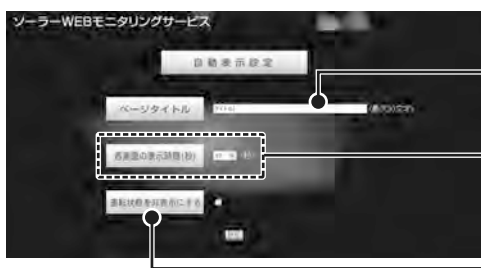 ソーラーWEBモニタリングサービス
自動表示設定
ページタイトル
各画面の表示時間(秒)
(秒)
運転状態を非表示にする